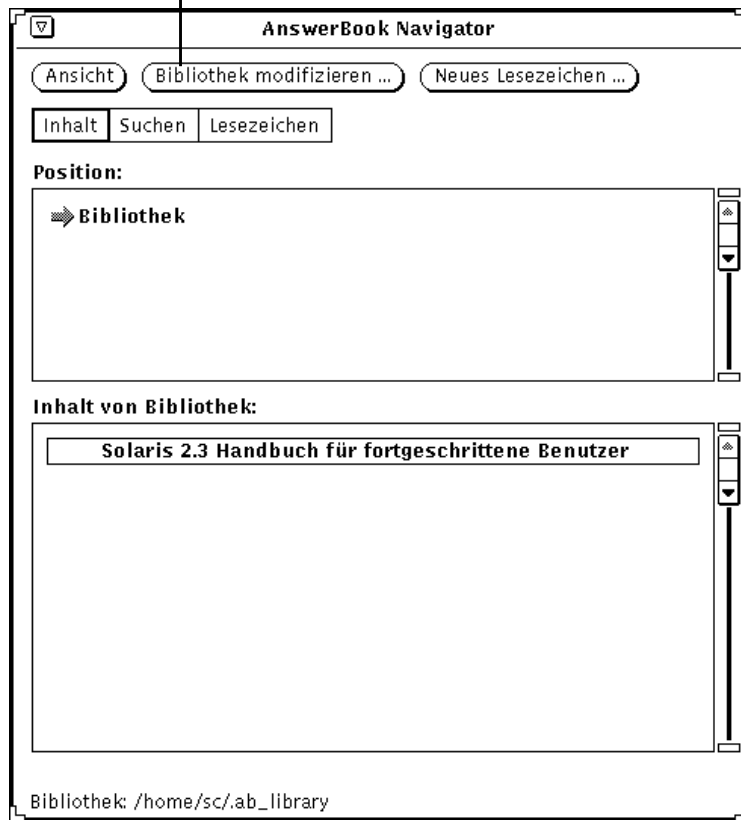 AnswerBook Navigator
Ansicht Bibliothek modifizieren ... Neues Lesezeichen ...
Inhalt Suchen Lesezeichen
Position:
Bibliothek
Inhalt von Bibliothek:
Solaris 2.3 Handbuch für fortgeschrittene Benutzer
Bibliothek: /home/sc/.ab_library